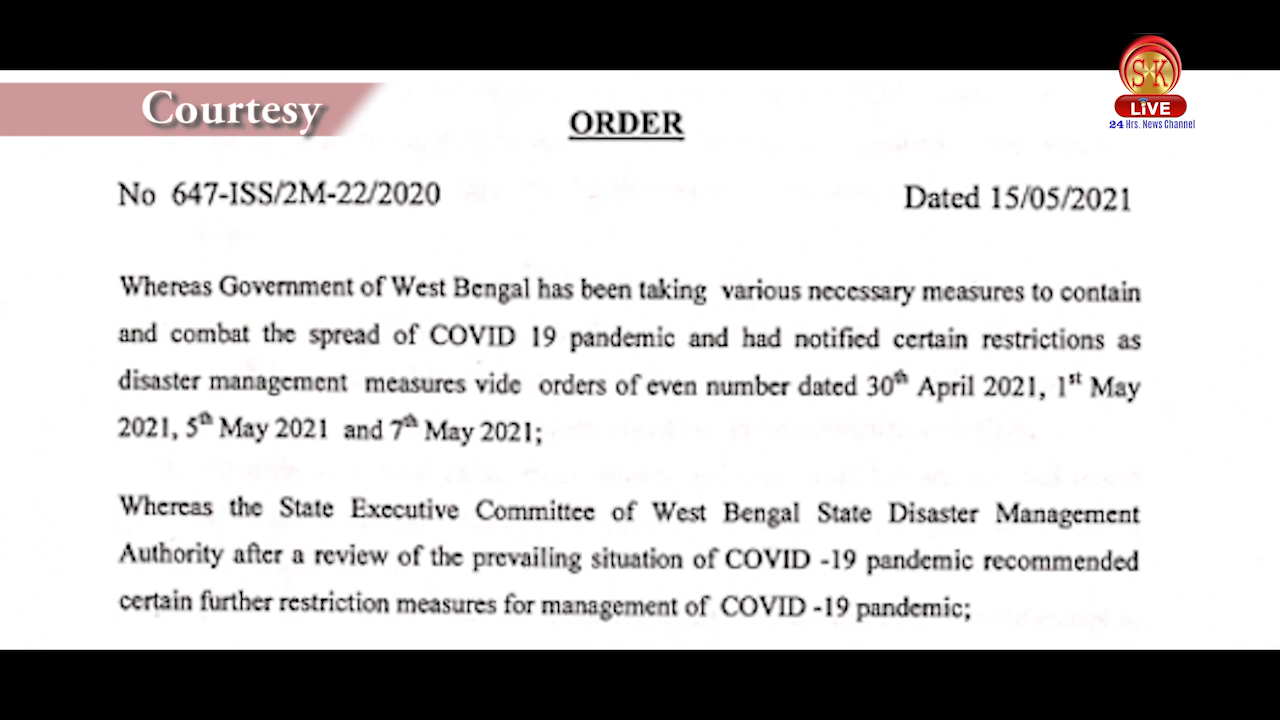 Courtesy
S K
LIVE
24 Hrs. News Channel
ORDER
No 647-ISS/2M-22/2020 Dated 15/05/2021
Whereas Government of West Bengal has been taking various necessary measures to contain
and combat the spread of COVID 19 pandemic and had notified certain restrictions as
disaster management measures vide orders of even number dated 30th April 2021, 1st May
2021, 5th May 2021 and 7th May 2021;
Whereas the State Executive Committee of West Bengal State Disaster Management
Authority after a review of the prevailing situation of COVID -19 pandemic recommended
certain further restriction measures for management of COVID -19 pandemic;